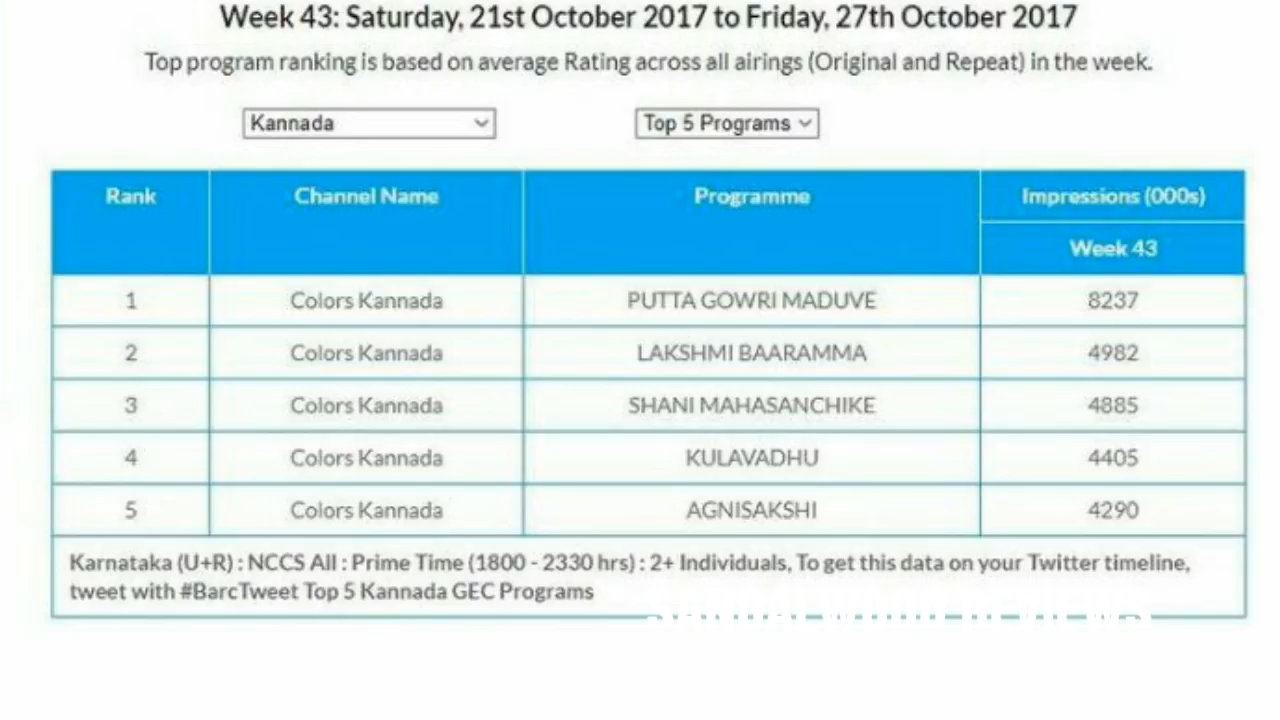 Week 43: Saturday, 21st October 2017 to Friday, 27th October 2017
Top program ranking is based on average Rating across all airings (Original and Repeat) in the week.
Kannada Top 5 Programs
Rank Channel Name Programme Impressions (000s)
Week 43
1 Colors Kannada PUTTA GOWRI MADUVE 8237
2 Colors Kannada LAKSHMI BAARAMMA 4982
3 Colors Kannada SHANI MAHASANCHIKE 4885
4 Colors Kannada KULAVADHU 4405
5 Colors Kannada AGNISAKSHI 4290
Karnataka (U+R) : NCCS All : Prime Time (1800 - 2330 hrs) : 2+ Individuals, To get this data on your Twitter timeline,
tweet with #BarcTweet Top 5 Kannada GEC Programs